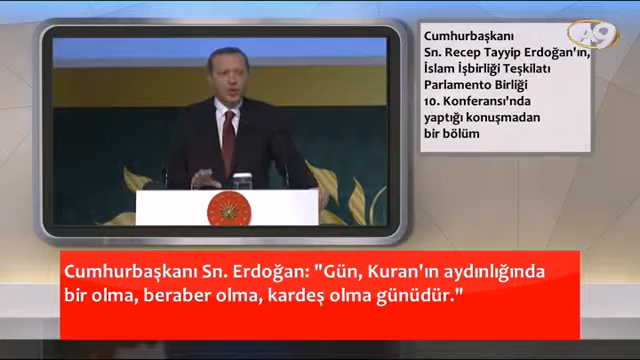 A9
Cumhurbaşkanı
Sn. Recep Tayyip Erdoğan'ın,
İslam İşbirliği Teşkilatı
Parlamento Birliği
10. Konferansı'nda
yaptığı konuşmadan
bir bölüm
Cumhurbaşkanı Sn. Erdoğan: "Gün, Kuran'ın aydınlığında
bir olma, beraber olma, kardeş olma günüdür."